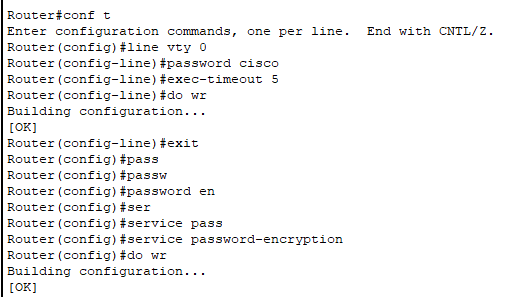 Router#conf t
Enter configuration commands, one per line.  End with CNTL/Z.
Router(config)#line vty 0
Router(config-line)#password cisco
Router(config-line)#exec-timeout 5
Router(config-line)#do wr
Building configuration...
[OK]
Router(config-line)#exit
Router(config)#pass
Router(config)#passw
Router(config)#password en
Router(config)#ser
Router(config)#service pass
Router(config)#service password-encryption
Router(config)#do wr
Building configuration...
[OK]